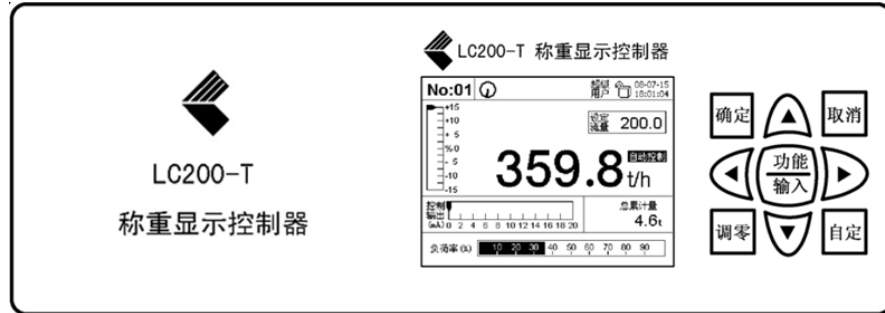 LC200-T
称重显示控制器
LC200-T 称重显示控制器
No:01
超级用户
08-07-15
18:01:04
+15
+10
+ 5
%0
- 5
-10
-15
设定流量 200.0
自动控制
359.8 t/h
控制输出(mA)
0 2 4 6 8 10 12 14 16 18 20
总累计量
4.6t
负荷率(%) 10 20 30 40 50 60 70 80 90
确定
取消
功能
输入
调零
自定